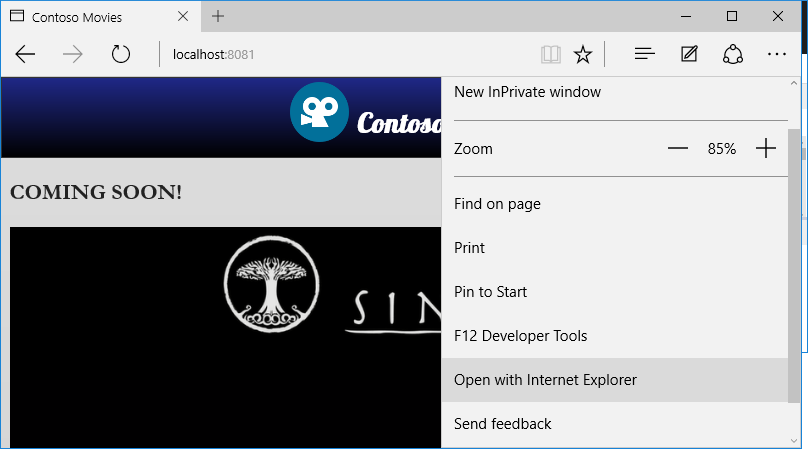 Contoso Movies
localhost:8081
New InPrivate window
Contoso
Zoom 85%
COMING SOON!
Find on page
Print
Pin to Start
SIN
F12 Developer Tools
Open with Internet Explorer
Send feedback